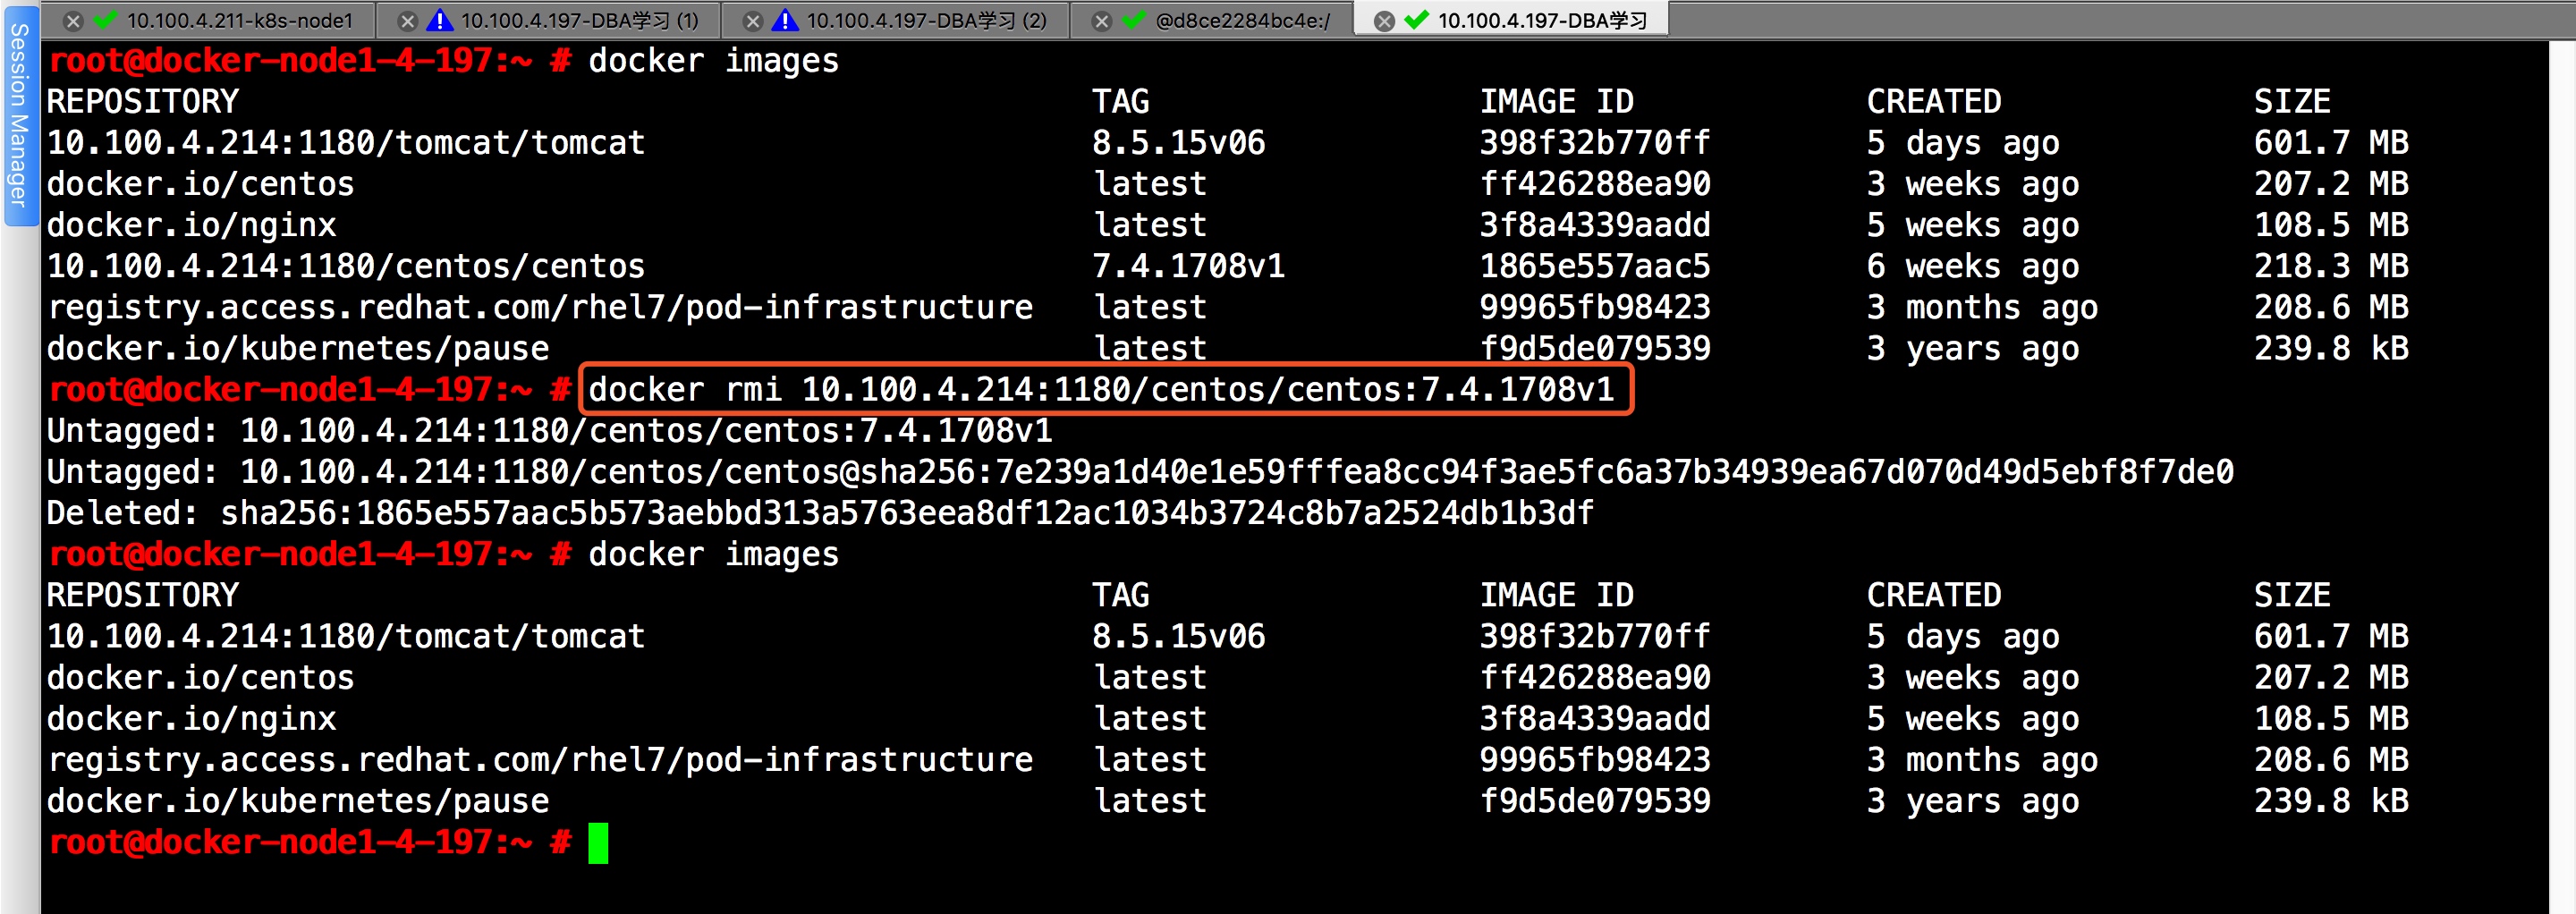 10.100.4.211-k8s-node1 10.100.4.197-DBA学习 (1) 10.100.4.197-DBA学习 (2) @d8ce2284bc4e:/ 10.100.4.197-DBA学习
Session Manager
root@docker-node1-4-197:~ # docker images
REPOSITORY TAG IMAGE ID CREATED SIZE
10.100.4.214:1180/tomcat/tomcat 8.5.15v06 398f32b770ff 5 days ago 601.7 MB
docker.io/centos latest ff426288ea90 3 weeks ago 207.2 MB
docker.io/nginx latest 3f8a4339aadd 5 weeks ago 108.5 MB
10.100.4.214:1180/centos/centos 7.4.1708v1 1865e557aac5 6 weeks ago 218.3 MB
registry.access.redhat.com/rhel7/pod-infrastructure latest 99965fb98423 3 months ago 208.6 MB
docker.io/kubernetes/pause latest f9d5de079539 3 years ago 239.8 kB
root@docker-node1-4-197:~ # docker rmi 10.100.4.214:1180/centos/centos:7.4.1708v1
Untagged: 10.100.4.214:1180/centos/centos:7.4.1708v1
Untagged: 10.100.4.214:1180/centos/centos@sha256:7e239a1d40e1e59fffea8cc94f3ae5fc6a37b34939ea67d070d49d5ebf8f7de0
Deleted: sha256:1865e557aac5b573aebbd313a5763eea8df12ac1034b3724c8b7a2524db1b3df
root@docker-node1-4-197:~ # docker images
REPOSITORY TAG IMAGE ID CREATED SIZE
10.100.4.214:1180/tomcat/tomcat 8.5.15v06 398f32b770ff 5 days ago 601.7 MB
docker.io/centos latest ff426288ea90 3 weeks ago 207.2 MB
docker.io/nginx latest 3f8a4339aadd 5 weeks ago 108.5 MB
registry.access.redhat.com/rhel7/pod-infrastructure latest 99965fb98423 3 months ago 208.6 MB
docker.io/kubernetes/pause latest f9d5de079539 3 years ago 239.8 kB
root@docker-node1-4-197:~ #